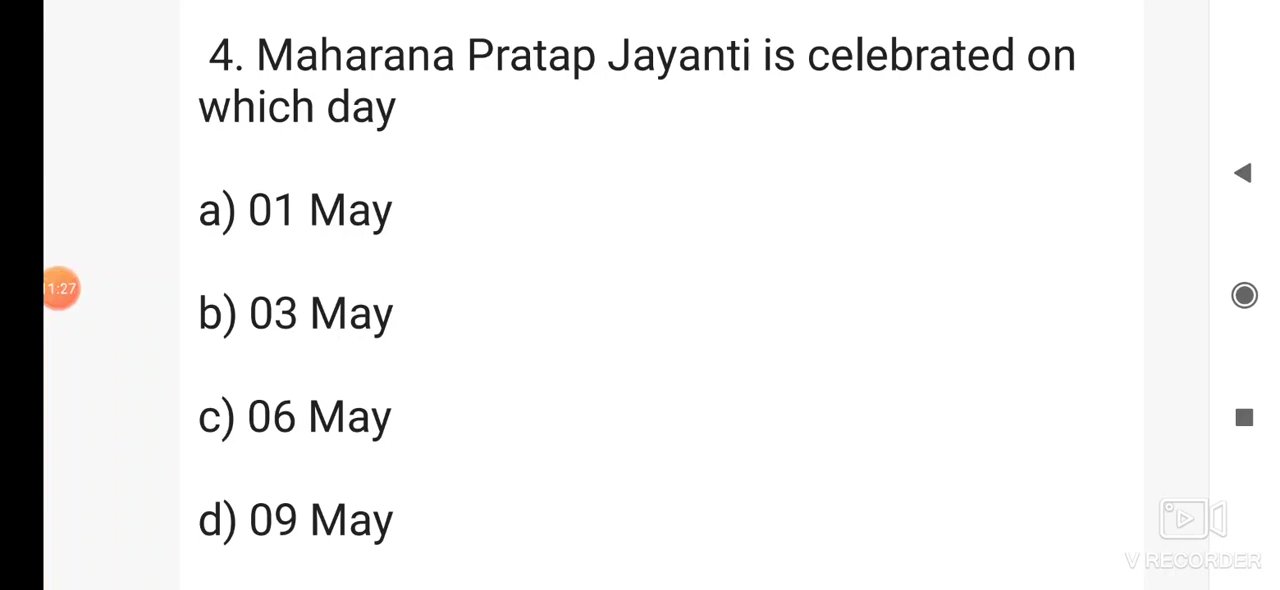 4. Maharana Pratap Jayanti is celebrated on
which day
a) 01 May
b) 03 May
11:27
c) 06 May
d) 09 May
V RECORDER